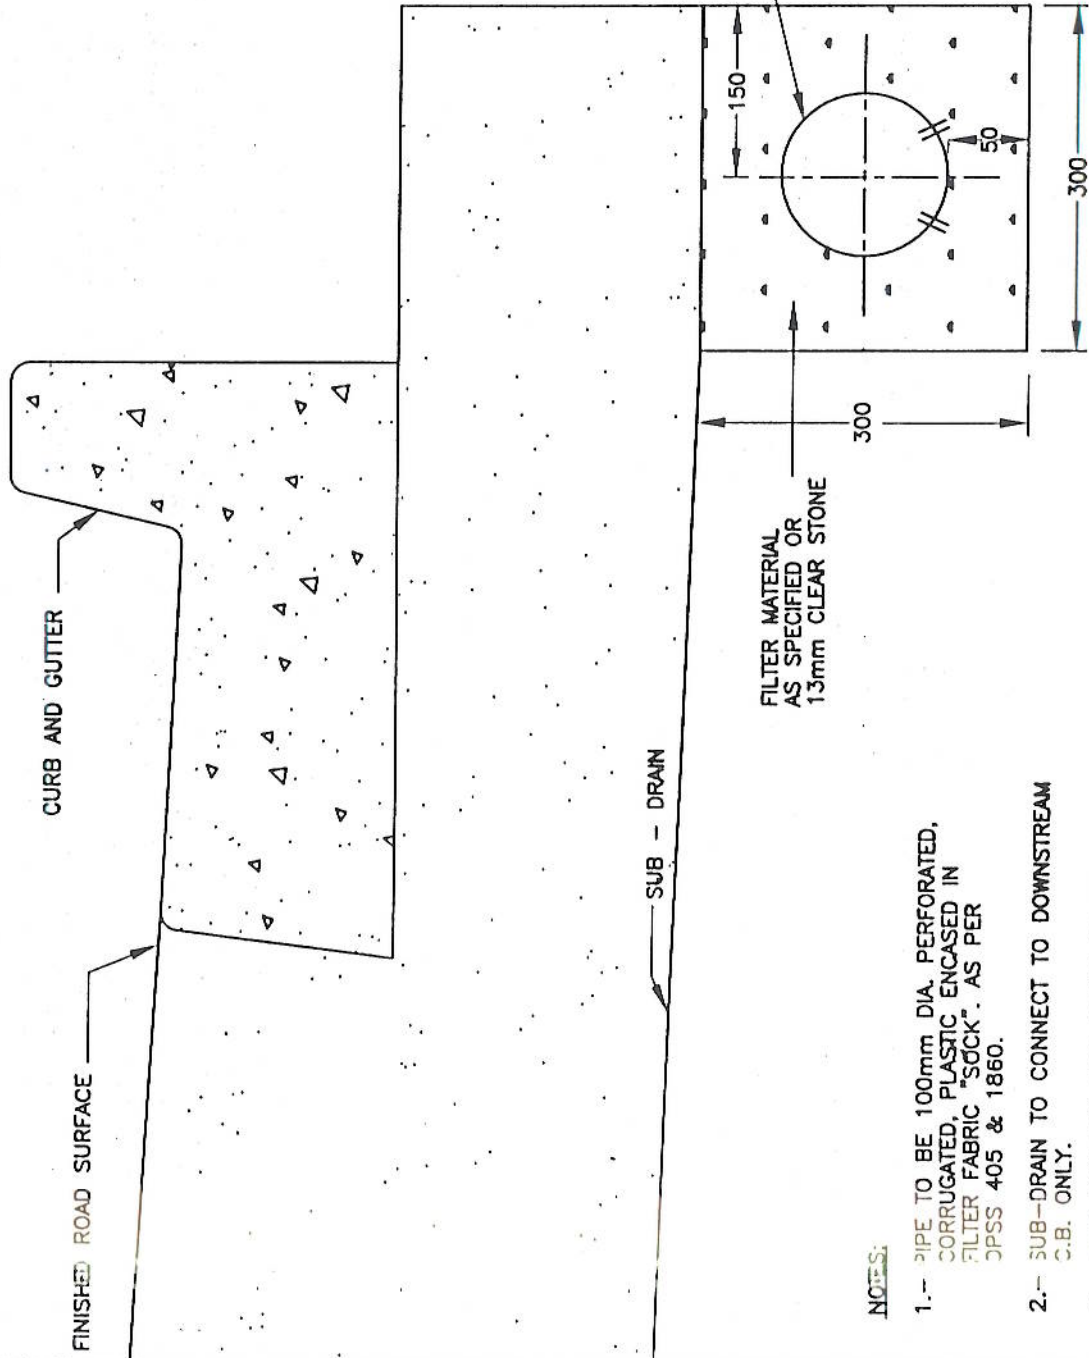 CURB AND GUTTER
FINISHED ROAD SURFACE
150
50
300
300
FILTER MATERIAL
AS SPECIFIED OR
13mm CLEAR STONE
SUB - DRAIN
NOTES:
1.- PIPE TO BE 100mm DIA. PERFORATED,
CORRUGATED, PLASTIC ENCASED IN
FILTER FABRIC "SOCK". AS PER
OPSS 405 & 1860.
2.- SUB-DRAIN TO CONNECT TO DOWNSTREAM
C.B. ONLY.